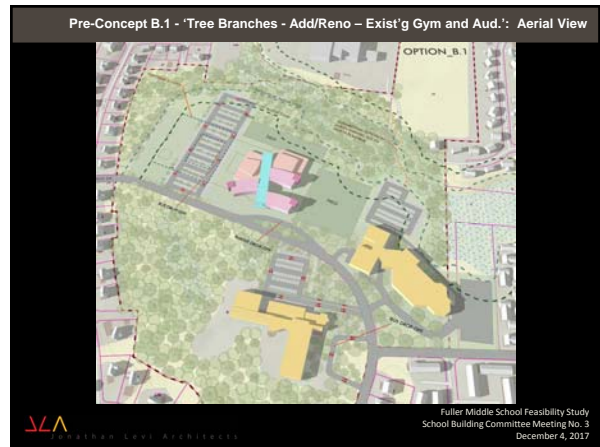 Pre-Concept B.1 - 'Tree Branches - Add/Reno – Exist'g Gym and Aud.': Aerial View
OPTION_B.1
JLA
Jonathan Levi Architects
Fuller Middle School Feasibility Study
School Building Committee Meeting No. 3
December 4, 2017